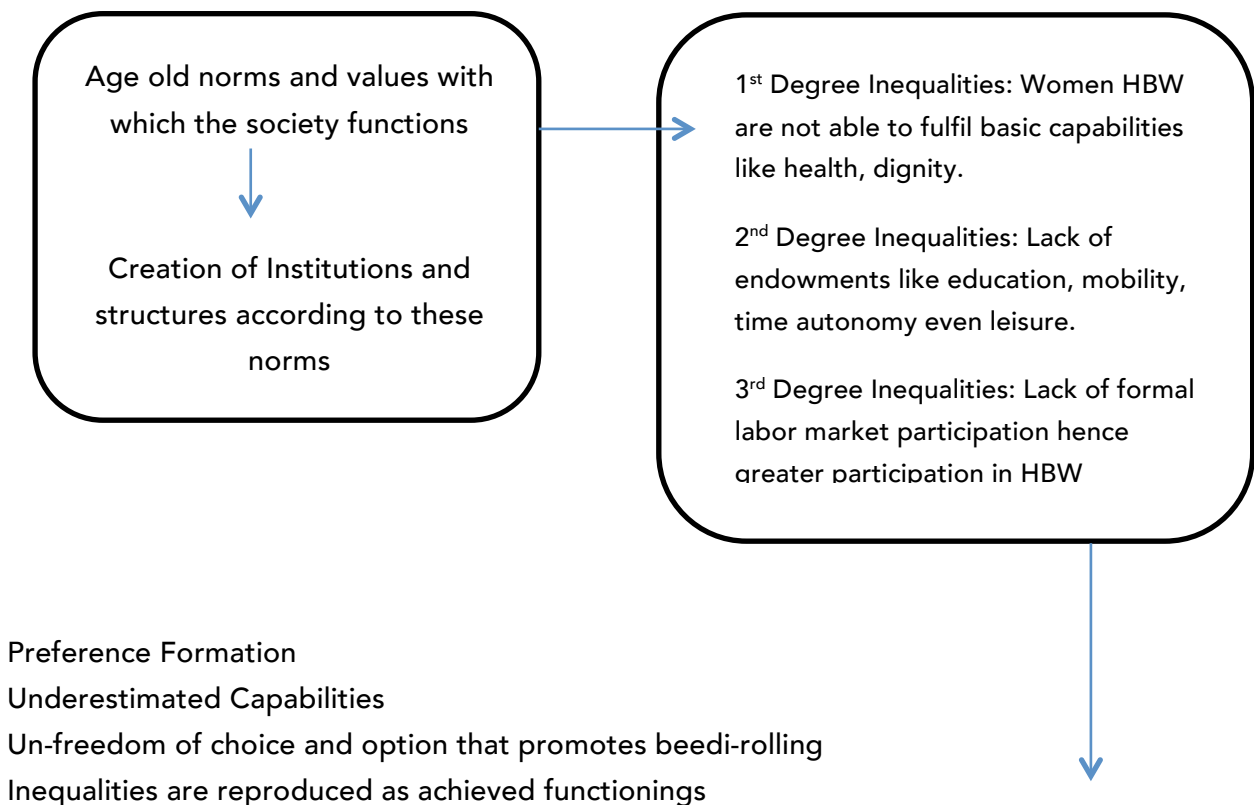 Age old norms and values with
which the society functions
Creation of Institutions and
structures according to these
norms
1st Degree Inequalities: Women HBW
are not able to fulfil basic capabilities
like health, dignity.
2nd Degree Inequalities: Lack of
endowments like education, mobility,
time autonomy even leisure.
3rd Degree Inequalities: Lack of formal
labor market participation hence
greater participation in HBW
Preference Formation
Underestimated Capabilities
Un-freedom of choice and option that promotes beedi-rolling
Inequalities are reproduced as achieved functionings